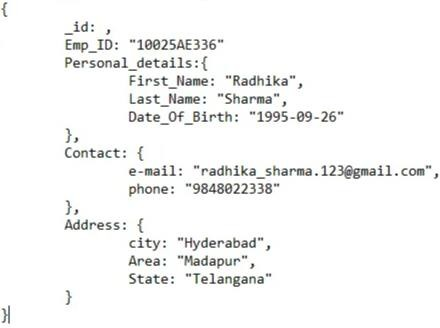 {
_id: ,
Emp_ID: "10025AE336"
Personal_details:{
First_Name: "Radhika",
Last_Name: "Sharma",
Date_Of_Birth: "1995-09-26"
},
Contact: {
e-mail: "radhika_sharma.123@gmail.com",
phone: "9848022338"
},
Address: {
city: "Hyderabad",
Area: "Madapur",
State: "Telangana"
}
}